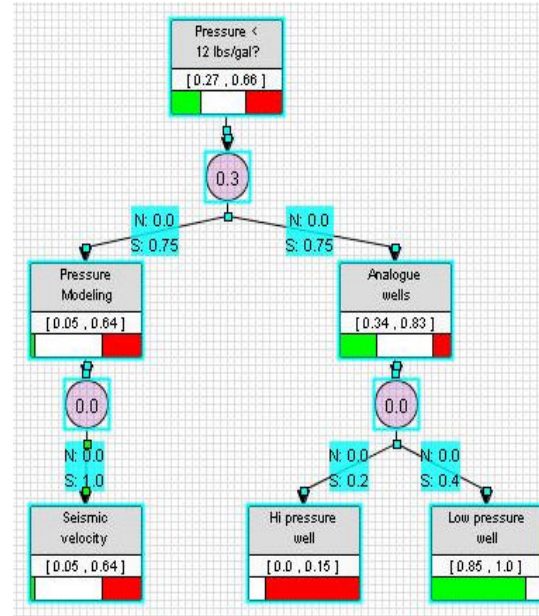 Pressure <
12 lbs/gal?
[ 0.27 , 0.66 ]
0.3
N: 0.0 N: 0.0
S: 0.75 S: 0.75
Pressure Analogue
Modeling wells
[ 0.05 , 0.64 ] [ 0.34 , 0.83 ]
0.0 0.0
N: 0.0 N: 0.0 N: 0.0
S: 1.0 S: 0.2 S: 0.4
Seismic Hi pressure Low pressure
velocity well well
[ 0.05 , 0.64 ] [ 0.0 , 0.15 ] [ 0.85 , 1.0 ]